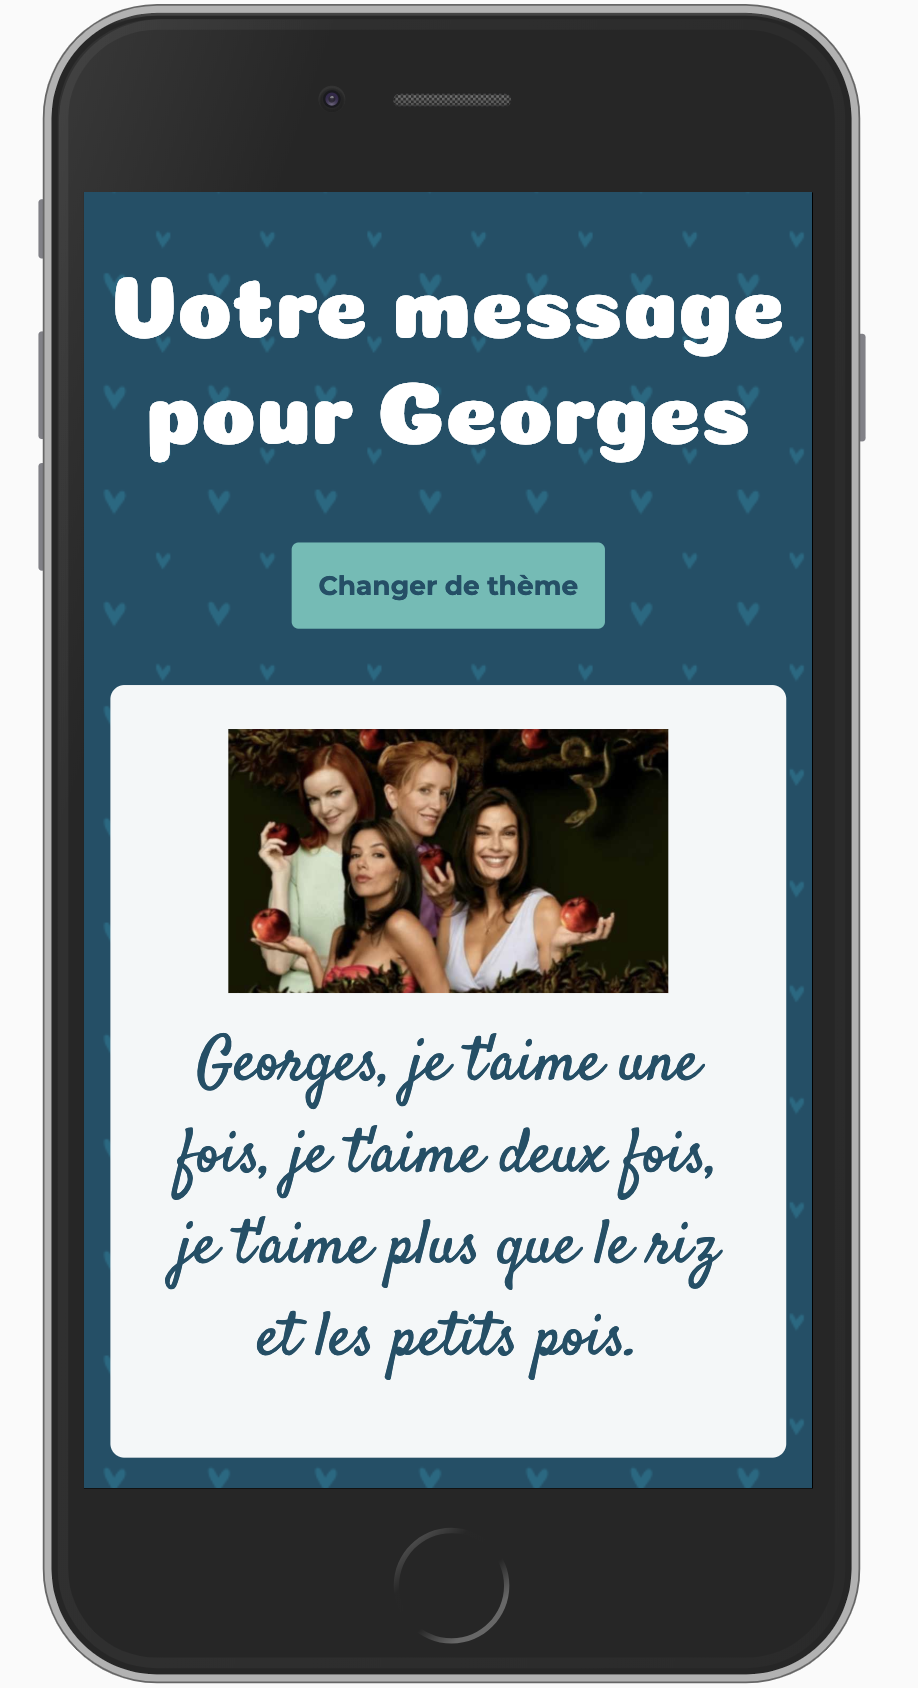 Votre message
pour Georges
Changer de thème
Georges, je t'aime une
fois, je t'aime deux fois,
je t'aime plus que le riz
et les petits pois.